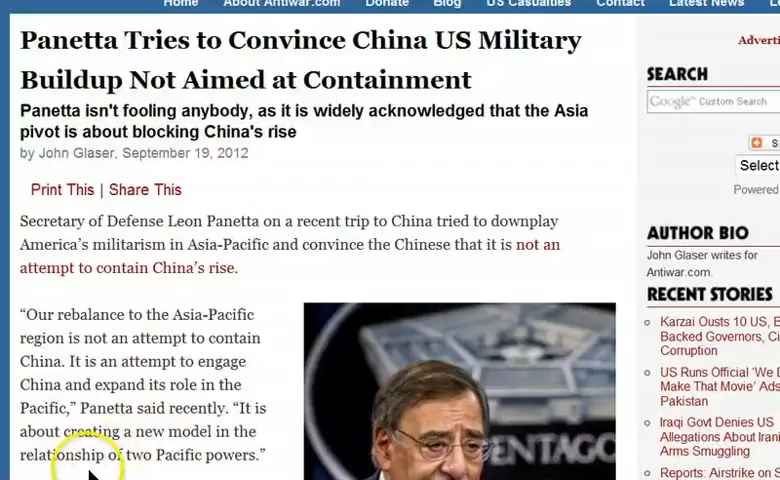 Home About Antiwar.com Donate Blog US Casualties Contact Latest News
Panetta Tries to Convince China US Military
Buildup Not Aimed at Containment
Panetta isn't fooling anybody, as it is widely acknowledged that the Asia
pivot is about blocking China's rise
by John Glaser, September 19, 2012
Print This | Share This
Secretary of Defense Leon Panetta on a recent trip to China tried to downplay
America's militarism in Asia-Pacific and convince the Chinese that it is not an
attempt to contain China's rise.
“Our rebalance to the Asia-Pacific
region is not an attempt to contain
China. It is an attempt to engage
China and expand its role in the
Pacific,” Panetta said recently. “It is
about creating a new model in the
relationship of two Pacific powers.”
PENTAGO
Adverti
SEARCH
Google™ Custom Search
S
Select
Powered
AUTHOR BIO
John Glaser writes for
Antiwar.com.
RECENT STORIES
Karzai Ousts 10 US, B
Backed Governors, Ci
Corruption
US Runs Official 'We D
Make That Movie' Ads
Pakistan
Iraqi Govt Denies US
Allegations About Irani
Arms Smuggling
Reports: Airstrike on S